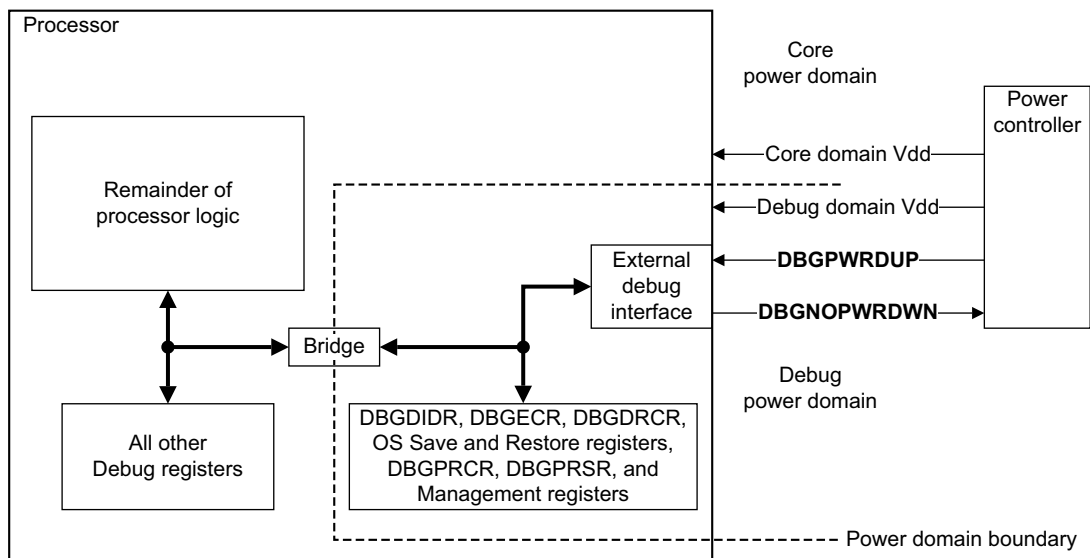 Processor
Core
power domain
Power
controller
Core domain Vdd
Remainder of
processor logic
Debug domain Vdd
External
debug
interface
DBGPWRDUP
DBGNOPWRDWN
Bridge
Debug
power domain
All other
Debug registers
DBGDIDR, DBGECR, DBGDRCR,
OS Save and Restore registers,
DBGPRCR, DBGPRSR, and
Management registers
Power domain boundary